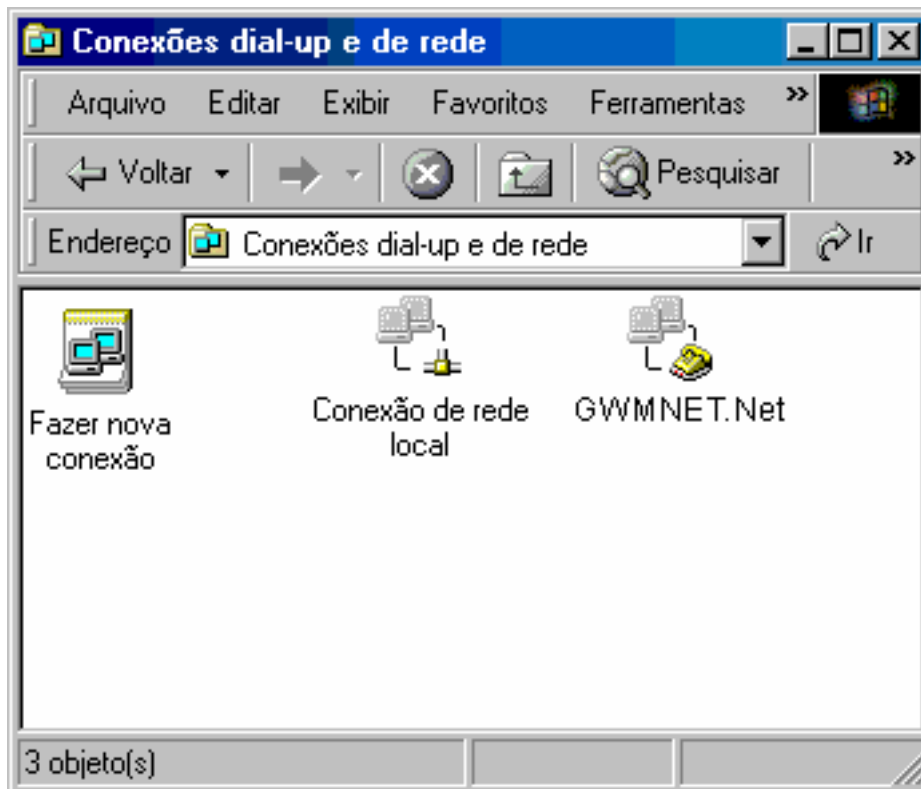 Conexões dial-up e de rede
Arquivo Editar Exibir Favoritos Ferramentas »
Voltar Pesquisar »
Endereço Conexões dial-up e de rede Ir
Fazer nova
conexão
Conexão de rede
local
GWMNET.Net
3 objeto(s)